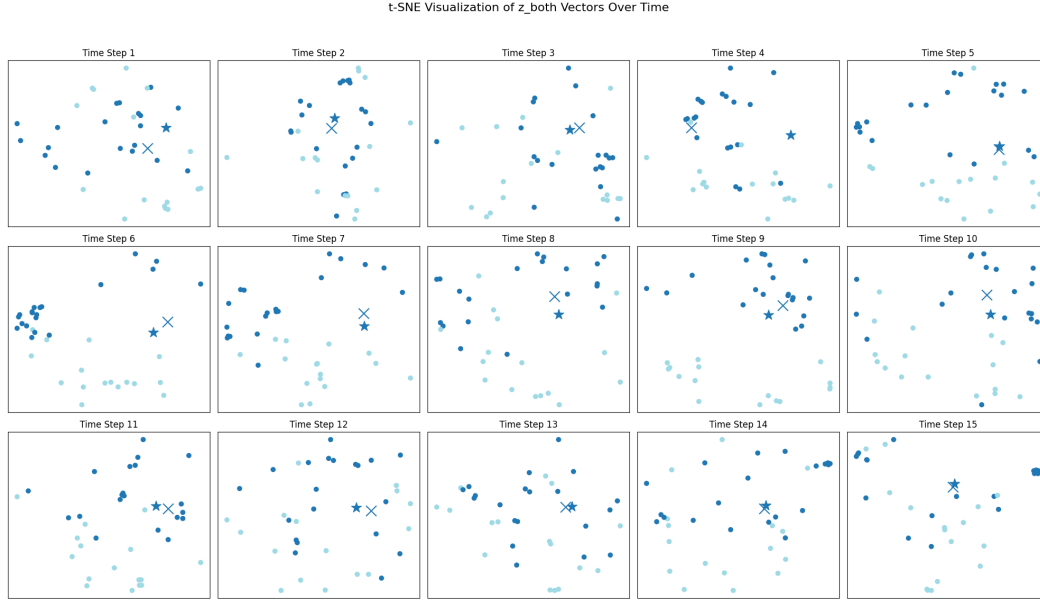 t-SNE Visualization of z_both Vectors Over Time
Time Step 1
Time Step 2
Time Step 3
Time Step 4
Time Step 5
Time Step 6
Time Step 7
Time Step 8
Time Step 9
Time Step 10
Time Step 11
Time Step 12
Time Step 13
Time Step 14
Time Step 15